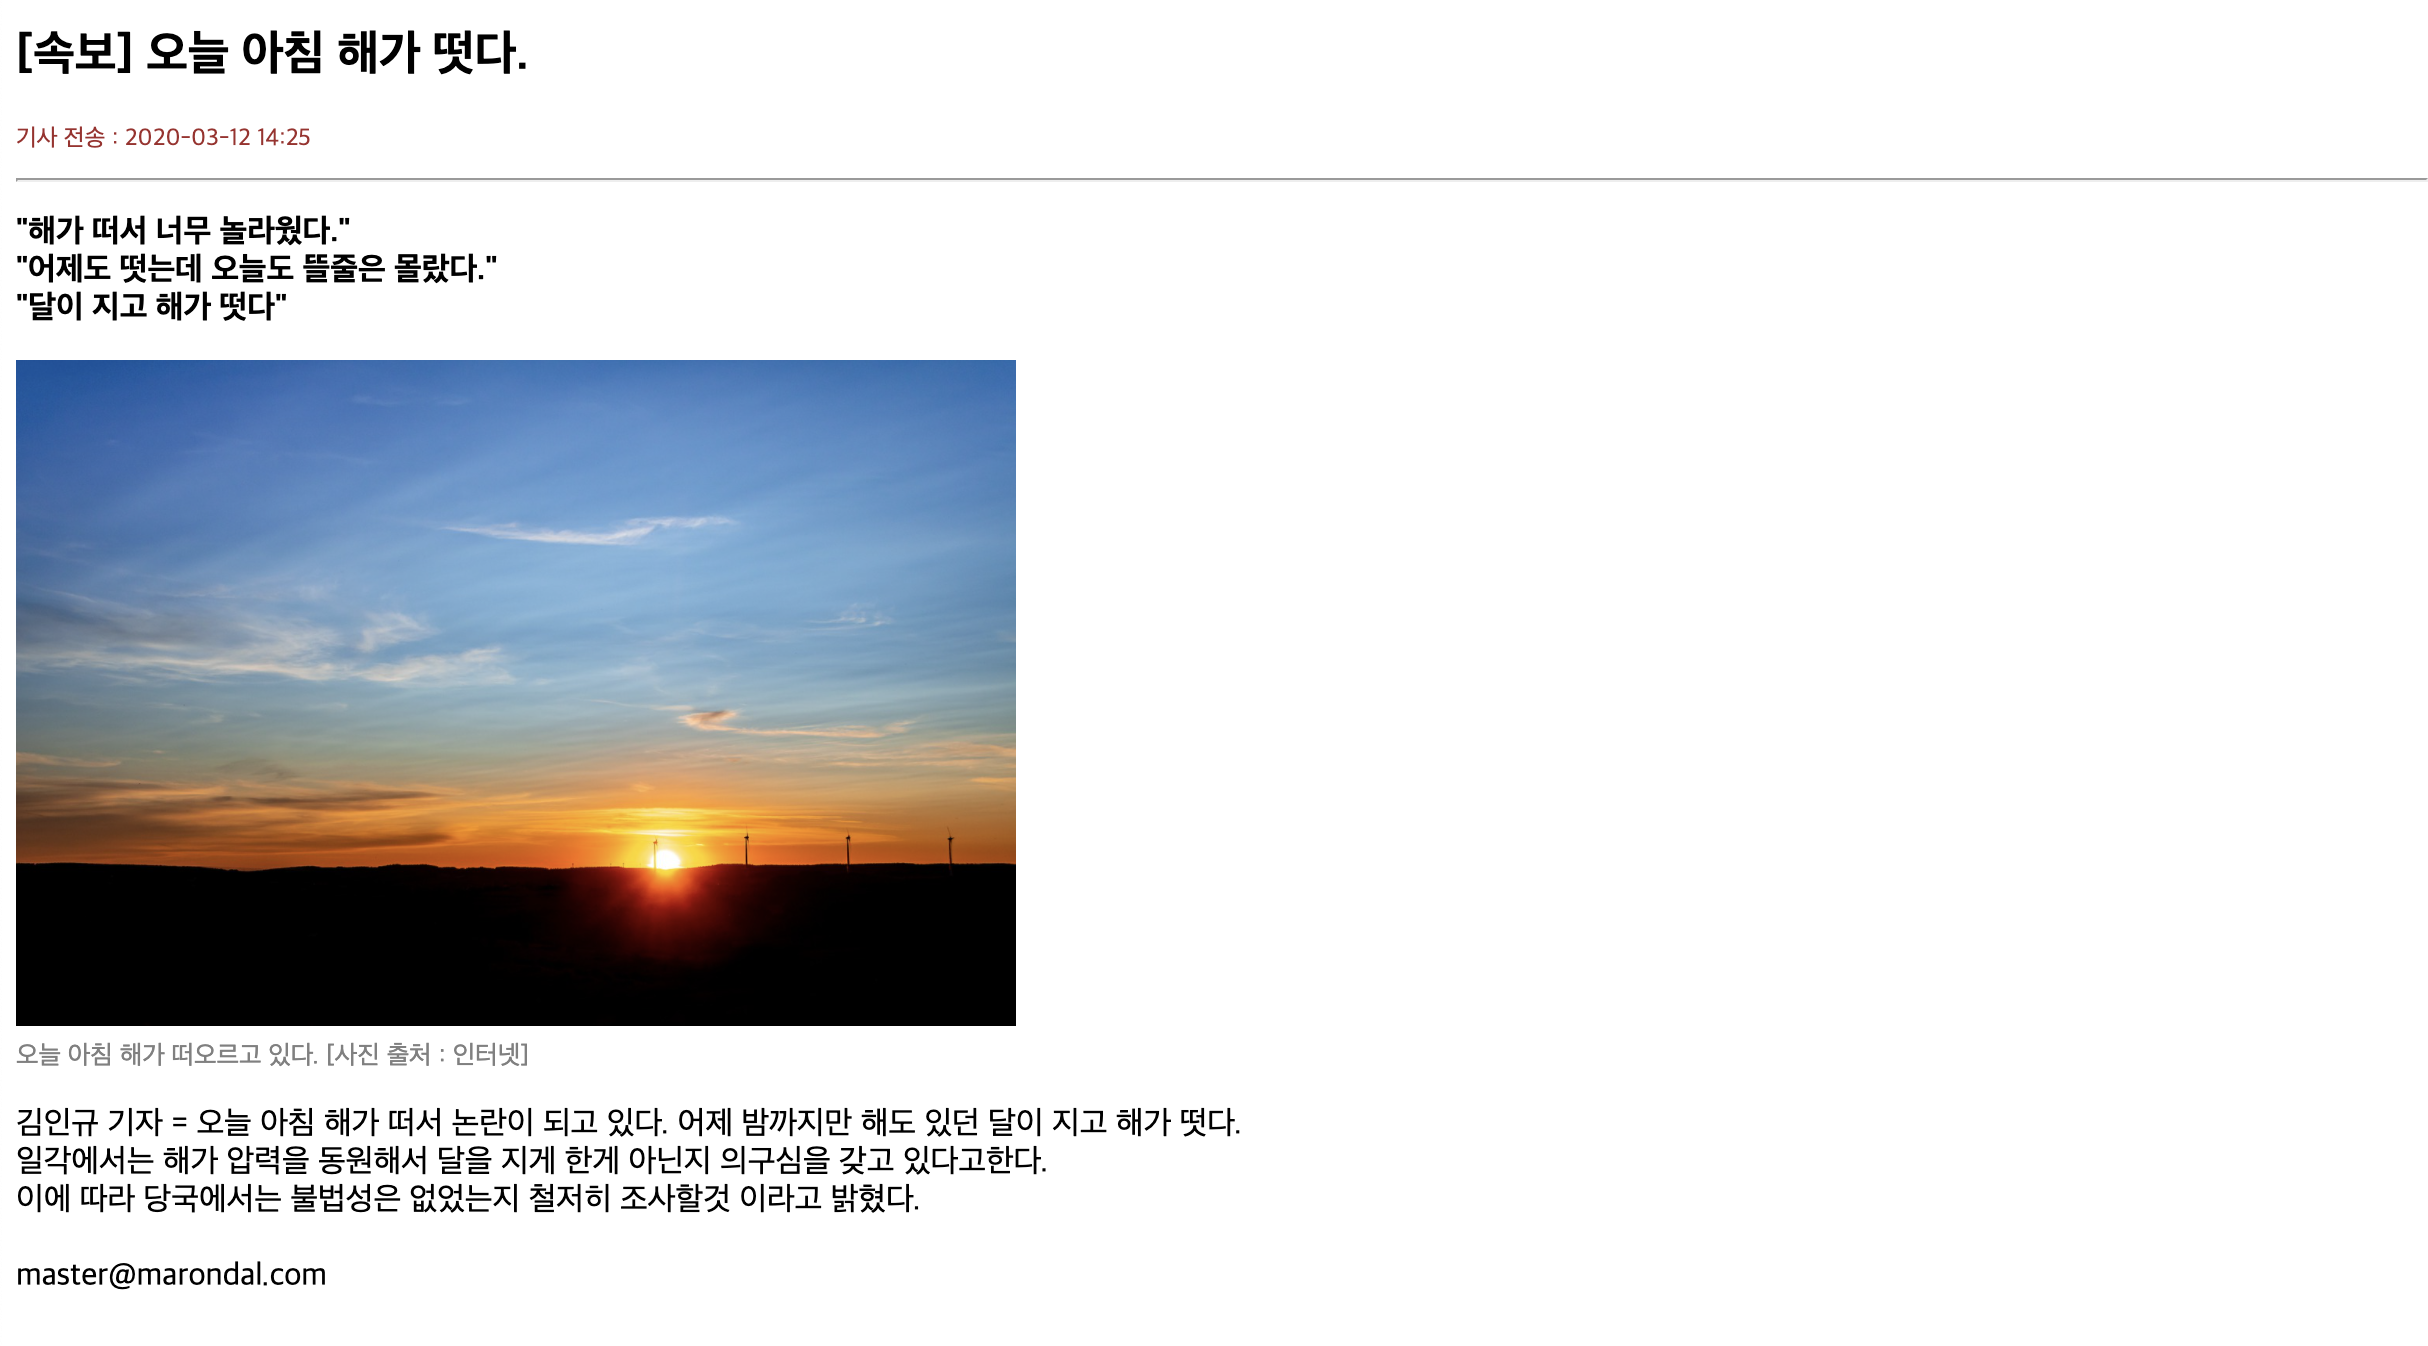 [속보] 오늘 아침 해가 떳다.
기사 전송 : 2020-03-12 14:25
"해가 떠서 너무 놀라웠다."
"어제도 떳는데 오늘도 뜰줄은 몰랐다."
"달이 지고 해가 떳다"
오늘 아침 해가 떠오르고 있다. [사진 출처 : 인터넷]
김인규 기자 = 오늘 아침 해가 떠서 논란이 되고 있다. 어제 밤까지만 해도 있던 달이 지고 해가 떳다.
일각에서는 해가 압력을 동원해서 달을 지게 한게 아닌지 의구심을 갖고 있다고한다.
이에 따라 당국에서는 불법성은 없었는지 철저히 조사할것 이라고 밝혔다.
master@marondal.com